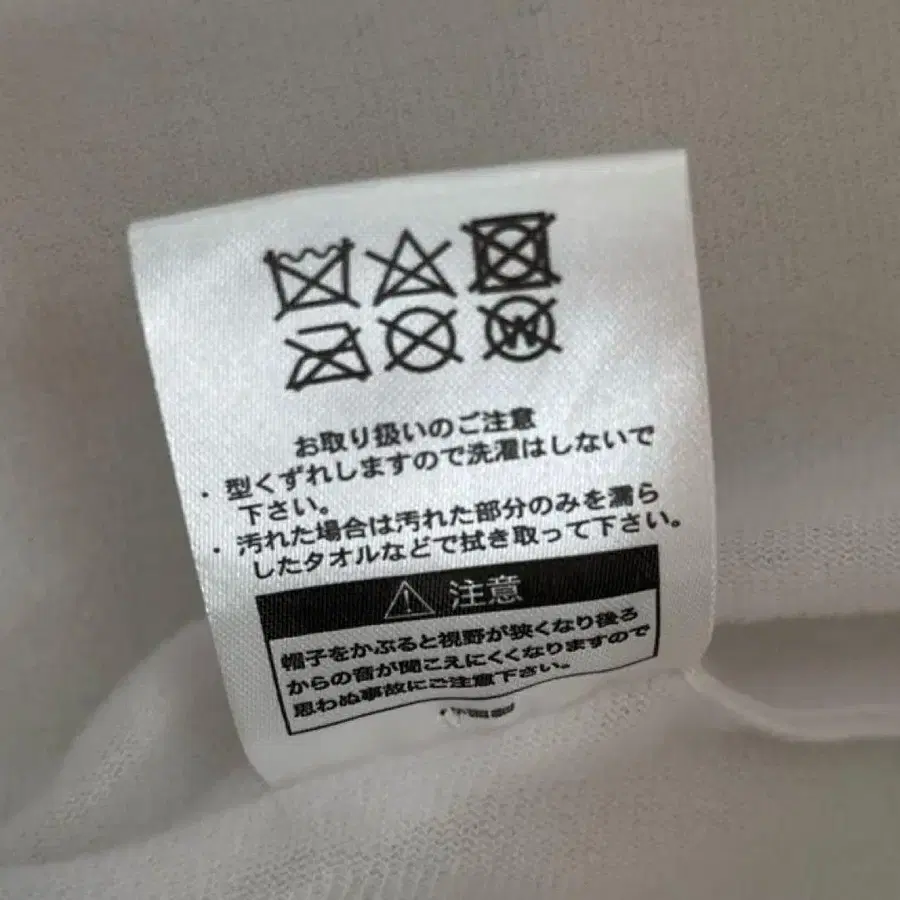 W
お取り扱いのご注意
・型くずれしますので洗濯はしないで
下さい。
・汚れた場合は汚れた部分のみを濡ら
したタオルなどで拭き取って下さい。
注意
帽子をかぶると視野が狭くなり後ろ
からの音が聞こえにくくなりますので
思わぬ事故にご注意下さい。